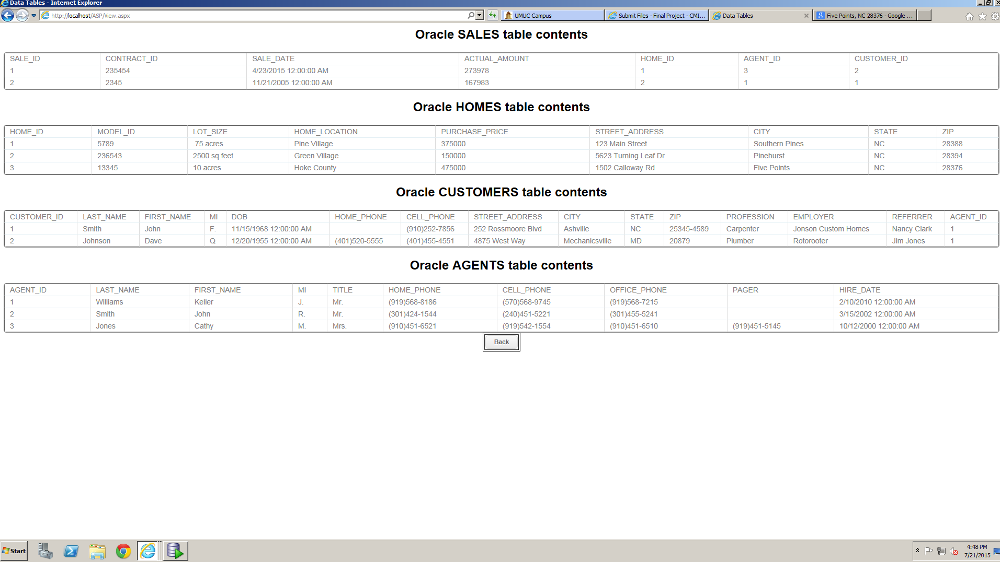 Data Tables - Internet Explorer
http://localhost/ASP/View.aspx UMUC Campus Submit Files - Final Project - CMI... Data Tables Five Points, NC 28376 - Google ...
Oracle SALES table contents
SALE_ID CONTRACT_ID SALE_DATE ACTUAL_AMOUNT HOME_ID AGENT_ID CUSTOMER_ID
1 235454 4/23/2015 12:00:00 AM 273978 1 3 2
2 2345 11/21/2005 12:00:00 AM 167983 2 1 1
Oracle HOMES table contents
HOME_ID MODEL_ID LOT_SIZE HOME_LOCATION PURCHASE_PRICE STREET_ADDRESS CITY STATE ZIP
1 5789 .75 acres Pine Village 375000 123 Main Street Southern Pines NC 28388
2 236543 2500 sq feet Green Village 150000 5623 Turning Leaf Dr Pinehurst NC 28394
3 13345 10 acres Hoke County 475000 1502 Calloway Rd Five Points NC 28376
Oracle CUSTOMERS table contents
CUSTOMER_ID LAST_NAME FIRST_NAME MI DOB HOME_PHONE CELL_PHONE STREET_ADDRESS CITY STATE ZIP PROFESSION EMPLOYER REFERRER AGENT_ID
1 Smith John F. 11/15/1968 12:00:00 AM (910)252-7856 252 Rossmoore Blvd Ashville NC 25345-4589 Carpenter Jonson Custom Homes Nancy Clark 1
2 Johnson Dave Q 12/20/1955 12:00:00 AM (401)520-5555 (401)455-4551 4875 West Way Mechanicsville MD 20879 Plumber Rotorooter Jim Jones 1
Oracle AGENTS table contents
AGENT_ID LAST_NAME FIRST_NAME MI TITLE HOME_PHONE CELL_PHONE OFFICE_PHONE PAGER HIRE_DATE
1 Williams Keller J. Mr. (919)568-8186 (570)568-9745 (919)568-7215 2/10/2010 12:00:00 AM
2 Smith John R. Mr. (301)424-1544 (240)451-5221 (301)455-5241 3/15/2002 12:00:00 AM
3 Jones Cathy M. Mrs. (910)451-6521 (919)542-1554 (910)451-6510 (919)451-5145 10/12/2000 12:00:00 AM
Back
Start
4:48 PM
7/21/2015